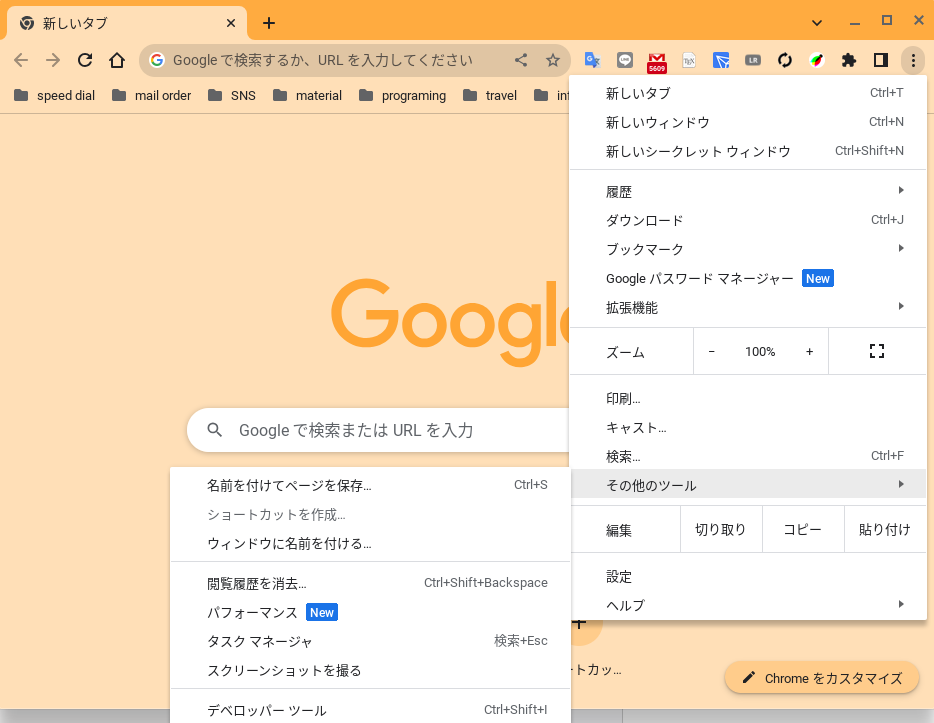 新しいタブ
Google で検索するか、URL を入力してください
5609
LR
speed dial
mail order
SNS
material
programing
travel
新しいタブ Ctrl+T
新しいウィンドウ Ctrl+N
新しいシークレット ウィンドウ Ctrl+Shift+N
履歴
ダウンロード Ctrl+J
ブックマーク
Google パスワード マネージャー New
拡張機能
ズーム - 100% +
印刷...
キャスト...
検索... Ctrl+F
その他のツール
編集 切り取り コピー 貼り付け
設定
ヘルプ
Google
Google で検索または URL を入力
名前を付けてページを保存... Ctrl+S
ショートカットを作成...
ウィンドウに名前を付ける...
閲覧履歴を消去... Ctrl+Shift+Backspace
パフォーマンス New
タスク マネージャ 検索+Esc
スクリーンショットを撮る
デベロッパー ツール Ctrl+Shift+I
トカッ...
Chrome をカスタマイズ